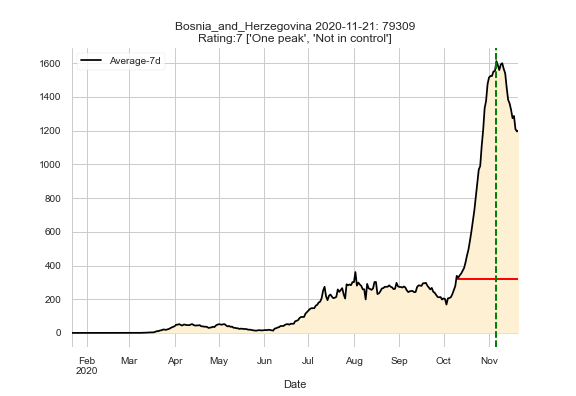 Bosnia_and_Herzegovina 2020-11-21: 79309
Rating:7 ['One peak', 'Not in control']
Average-7d
1600
1400
1200
1000
800
600
400
200
0
Feb Mar Apr May Jun Jul Aug Sep Oct Nov
2020
Date